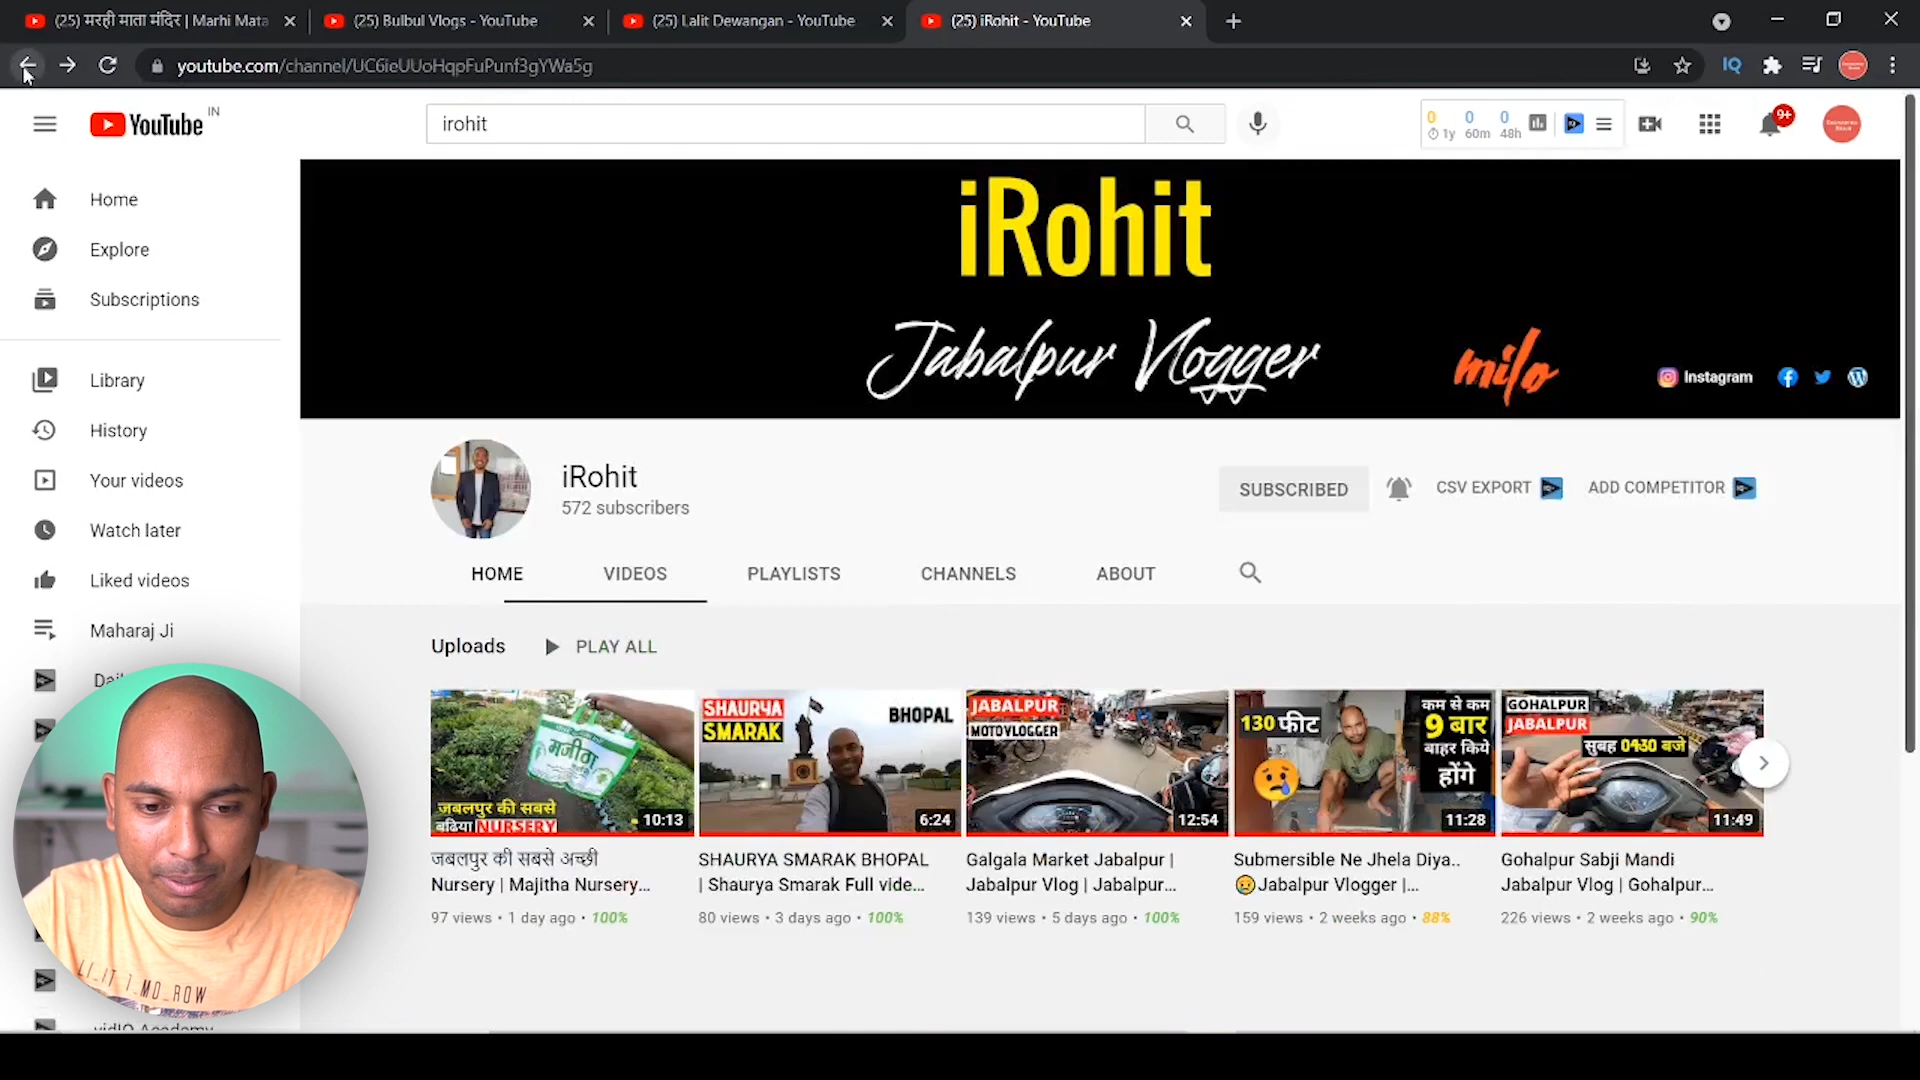 (25) मरही माता मंदिर | Marhi Mata
(25) Bulbul Vlogs - YouTube
(25) Lalit Dewangan - YouTube
(25) iRohit - YouTube
youtube.com/channel/UC6ieUUoHqpFuPunf3gYWa5g
IQ
YouTube IN
irohit
0 0 0
1y 60m 48h
9+
Home
Explore
Subscriptions
Library
History
Your videos
Watch later
Liked videos
Maharaj Ji
Dail
vidIQ Academy
iRohit
Jabalpur Vlogger
milo
Instagram
iRohit
572 subscribers
SUBSCRIBED
CSV EXPORT
ADD COMPETITOR
HOME VIDEOS PLAYLISTS CHANNELS ABOUT
Uploads PLAY ALL
मजीठा
जबलपुर की सबसे
बढिया NURSERY
10:13
जबलपुर की सबसे अच्छी
Nursery | Majitha Nursery...
97 views • 1 day ago • 100%
SHAURYA
SMARAK
BHOPAL
6:24
SHAURYA SMARAK BHOPAL
| Shaurya Smarak Full vide...
80 views • 3 days ago • 100%
JABALPUR
MOTOVLOGGER
12:54
Galgala Market Jabalpur |
Jabalpur Vlog | Jabalpur...
139 views • 5 days ago • 100%
130 फीट
कम से कम
9 बार
बाहर किये
होंगे
11:28
Submersible Ne Jhela Diya..
😥Jabalpur Vlogger |...
159 views • 2 weeks ago • 88%
GOHALPUR
JABALPUR
सुबह 04:30 बजे
11:49
Gohalpur Sabji Mandi
Jabalpur Vlog | Gohalpur...
226 views • 2 weeks ago • 90%